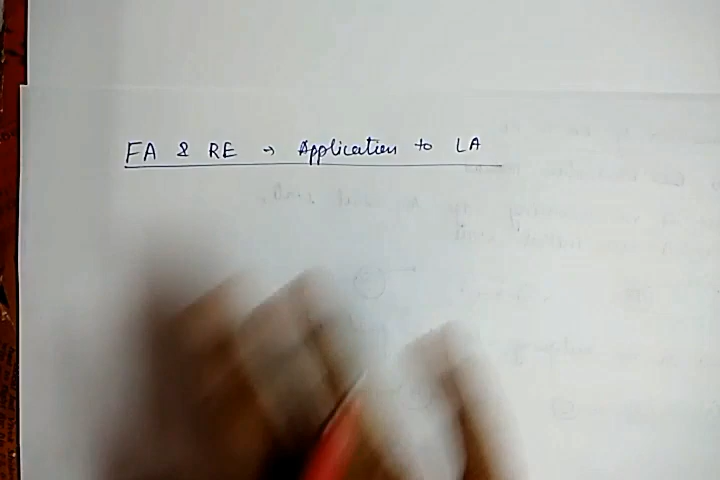 FA & RE → Application to LA